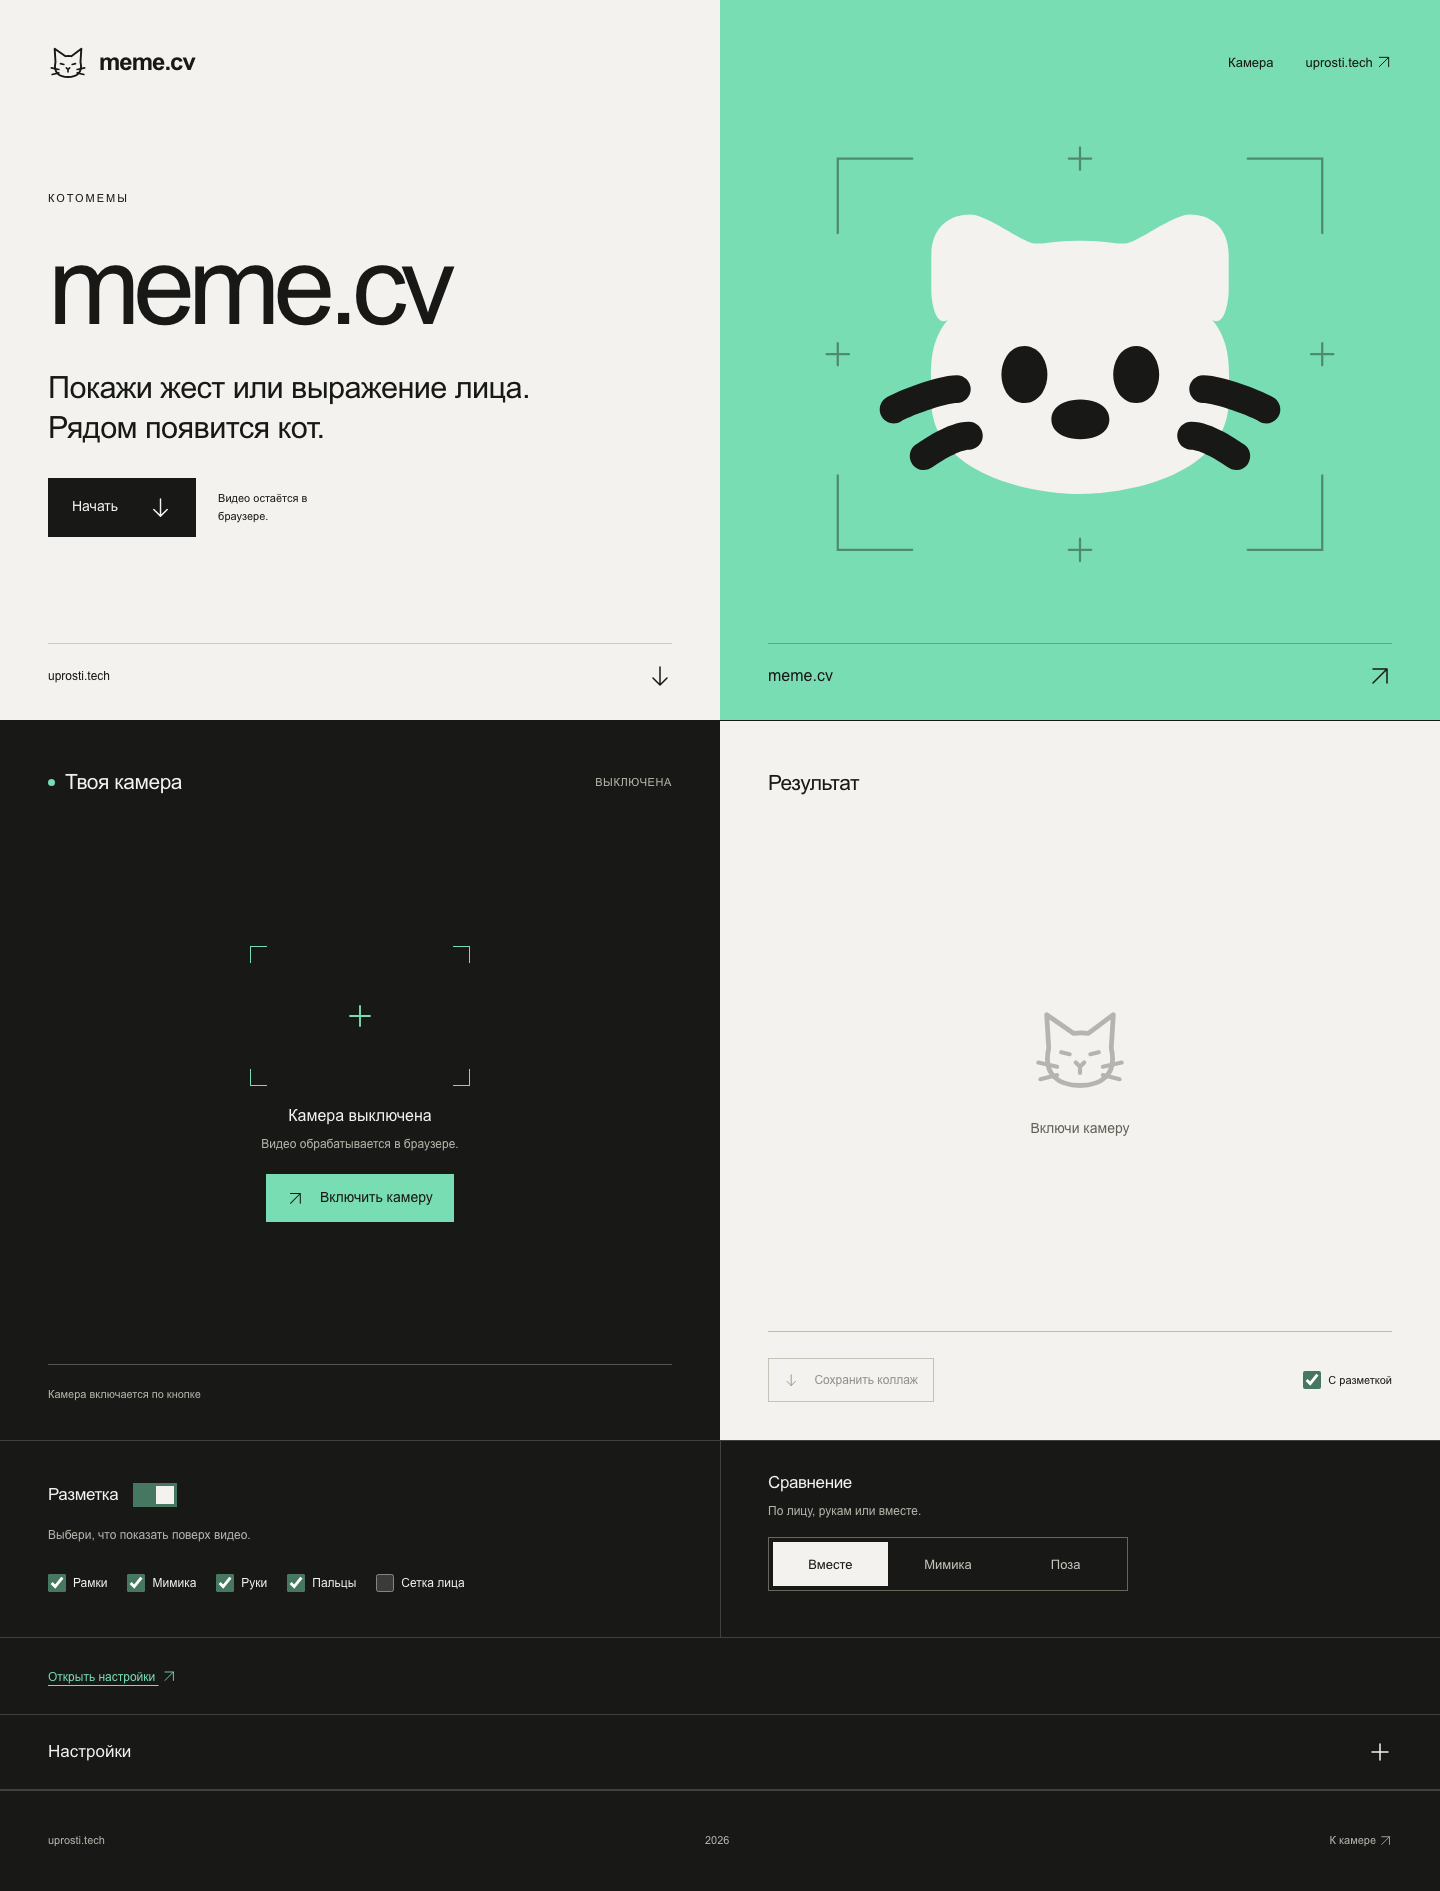 meme.cv
Камера
uprosti.tech
КОТОМЕМЫ
meme.cv
Покажи жест или выражение лица.
Рядом появится кот.
Начать
Видео остаётся в
браузере.
uprosti.tech
meme.cv
Твоя камера
ВЫКЛЮЧЕНА
Камера выключена
Видео обрабатывается в браузере.
Включить камеру
Камера включается по кнопке
Результат
Включи камеру
Сохранить коллаж
С разметкой
Разметка
Выбери, что показать поверх видео.
Рамки
Мимика
Руки
Пальцы
Сетка лица
Сравнение
По лицу, рукам или вместе.
Вместе
Мимика
Поза
Открыть настройки
Настройки
uprosti.tech
2026
К камере